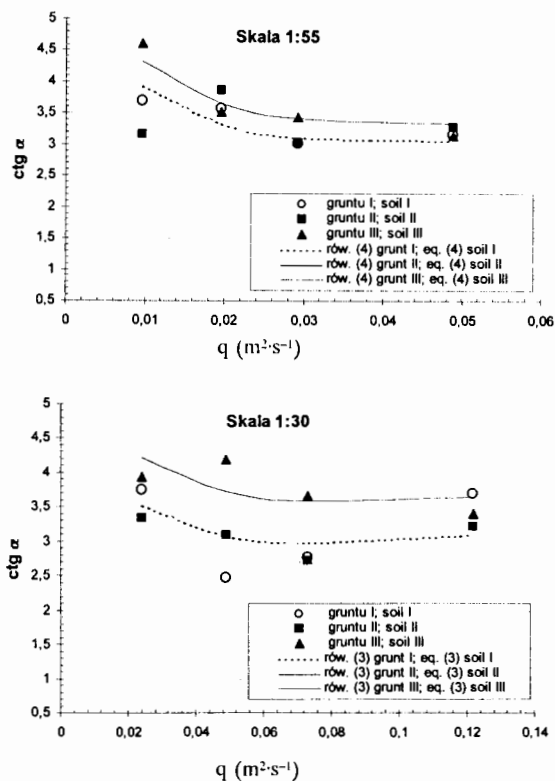 Skala 1:55
5
4,5
4
3,5
3
2,5
2
1,5
1
0,5
ctg α
gruntu I; soil I
gruntu II; soil II
gruntu III; soil III
rów. (4) grunt I; eq. (4) soil I
rów. (4) grunt II; eq. (4) soil II
rów. (4) grunt III; eq. (4) soil III
0 0,01 0,02 0,03 0,04 0,05 0,06
q (m²·s⁻¹)
Skala 1:30
5
4,5
4
3,5
3
2,5
2
1,5
1
0,5
ctg α
gruntu I; soil I
gruntu II; soil II
gruntu III; soil III
rów. (3) grunt I; eq. (3) soil I
rów. (3) grunt II; eq. (3) soil II
rów. (3) grunt III; eq. (3) soil III
0 0,02 0,04 0,06 0,08 0,1 0,12 0,14
q (m²·s⁻¹)